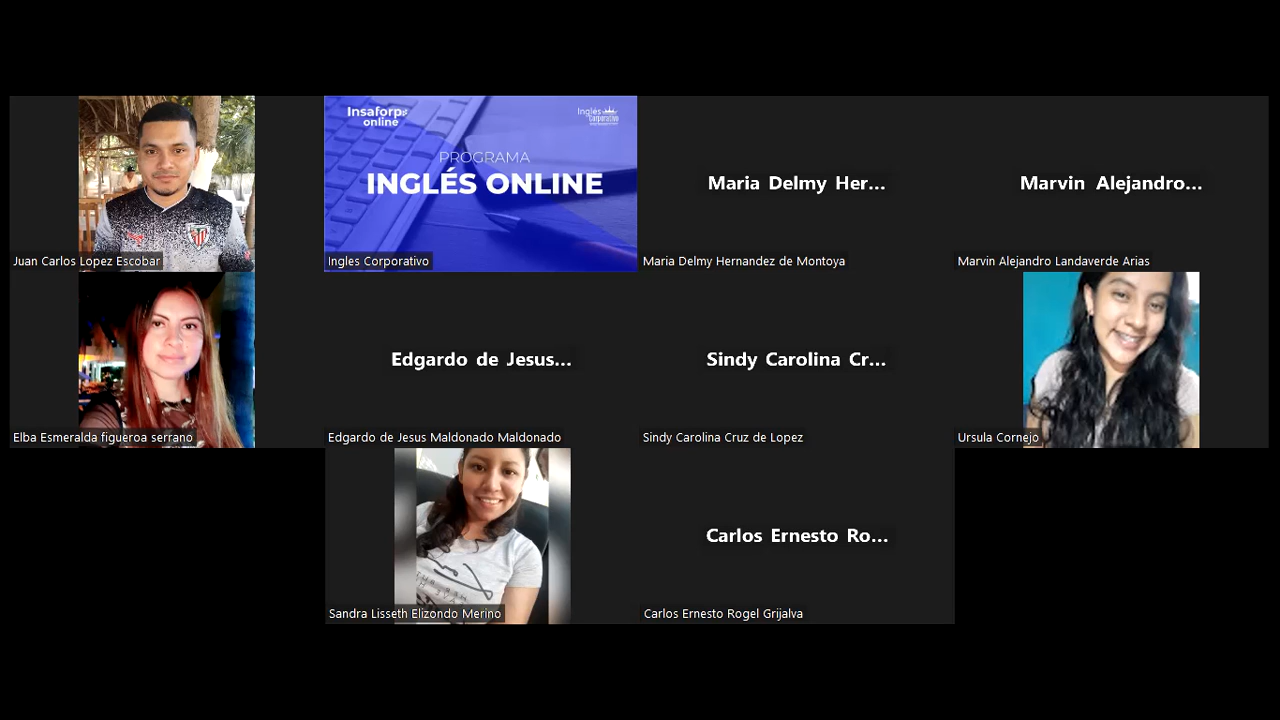 Insaforp
online
Inglés
Corporativo
PROGRAMA
INGLÉS ONLINE
Maria Delmy Her...
Marvin Alejandro...
Juan Carlos Lopez Escobar
Ingles Corporativo
Maria Delmy Hernandez de Montoya
Marvin Alejandro Landaverde Arias
Edgardo de Jesus...
Sindy Carolina Cr...
Elba Esmeralda figueroa serrano
Edgardo de Jesus Maldonado Maldonado
Sindy Carolina Cruz de Lopez
Ursula Cornejo
Carlos Ernesto Ro...
Sandra Lisseth Elizondo Merino
Carlos Ernesto Rogel Grijalva